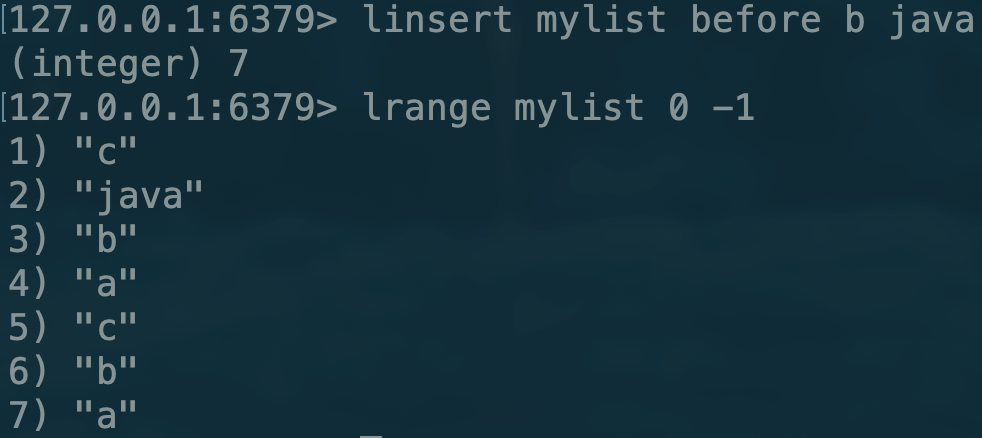 [127.0.0.1:6379> linsert mylist before b java
(integer) 7
[127.0.0.1:6379> lrange mylist 0 -1
1) "c"
2) "java"
3) "b"
4) "a"
5) "c"
6) "b"
7) "a"